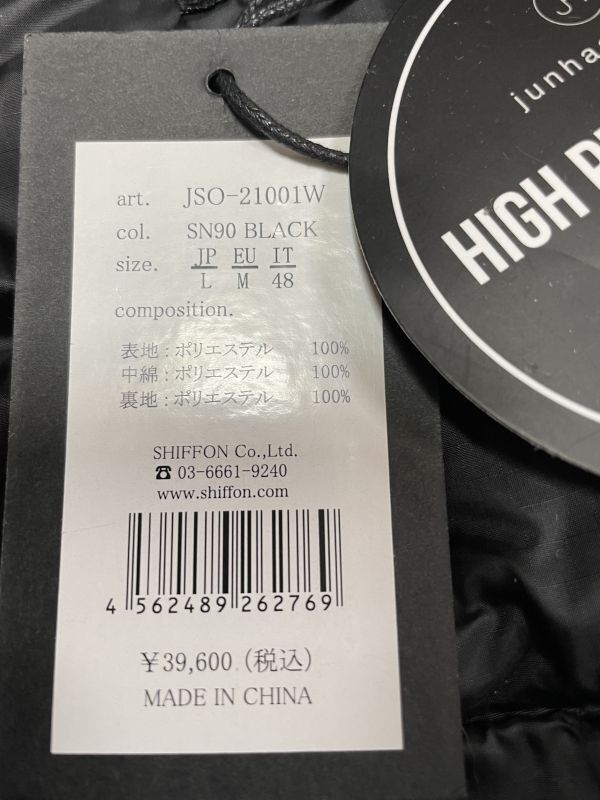 art. JSO-21001W
col. SN90 BLACK
size. JP EU IT
L M 48
composition.
表地：ポリエステル 100%
中綿：ポリエステル 100%
裏地：ポリエステル 100%
SHIFFON Co.,Ltd.
☎ 03-6661-9240
www.shiffon.com
4 562489 262769
￥39,600 (税込)
MADE IN CHINA
HIGH